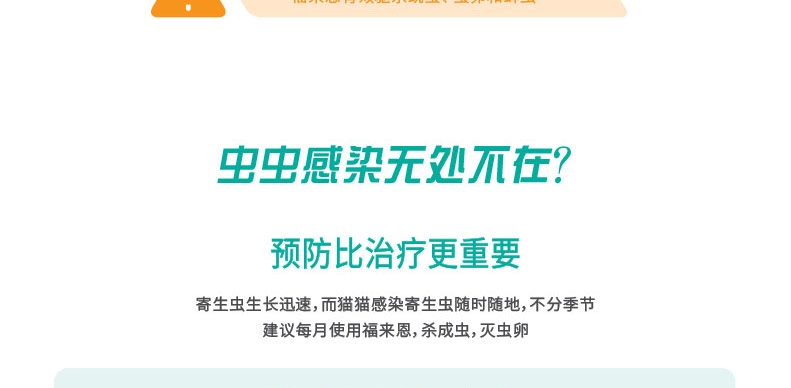 虫虫感染无处不在?
预防比治疗更重要
寄生虫生长迅速,而猫猫感染寄生虫随时随地,不分季节
建议每月使用福来恩,杀成虫,灭虫卵